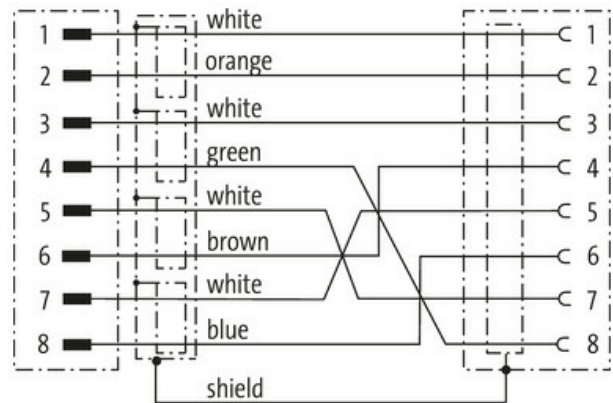 1 white 1
2 orange 2
3 white 3
4 green 4
5 white 5
6 brown 6
7 white 7
8 blue 8
shield